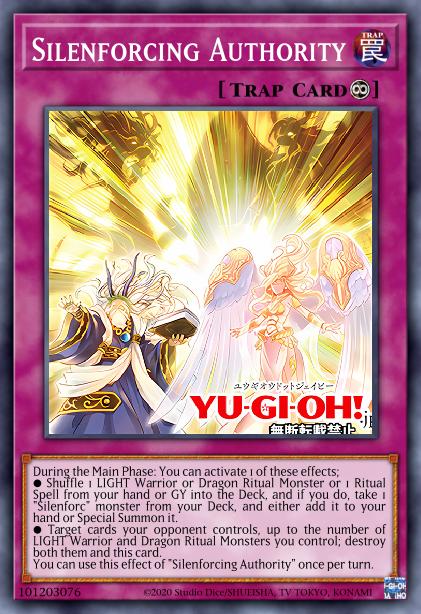 SILENFORCING AUTHORITY
TRAP
罠
[TRAP CARD]
ユウギオウドットジェイピー
YU-GI-OH!
無断転載禁止
During the Main Phase: You can activate 1 of these effects;
● Shuffle 1 LIGHT Warrior or Dragon Ritual Monster or 1 Ritual
Spell from your hand or GY into the Deck, and if you do, take 1
"Silenforc" monster from your Deck, and either add it to your
hand or Special Summon it.
● Target cards your opponent controls, up to the number of
LIGHT Warrior and Dragon Ritual Monsters you control; destroy
both them and this card.
You can use this effect of "Silenforcing Authority" once per turn.
101203076
©2020 Studio Dice/SHUEISHA, TV TOKYO, KONAMI